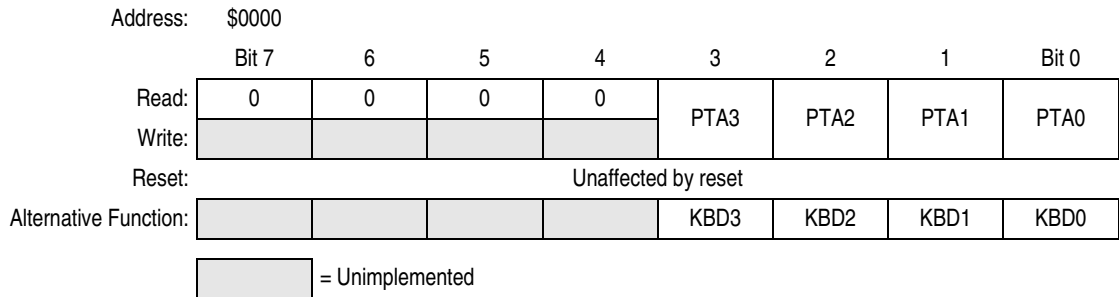 Address: $0000
Bit 7 6 5 4 3 2 1 Bit 0
Read: 0 0 0 0 PTA3 PTA2 PTA1 PTA0
Write:
Reset: Unaffected by reset
Alternative Function: KBD3 KBD2 KBD1 KBD0
= Unimplemented